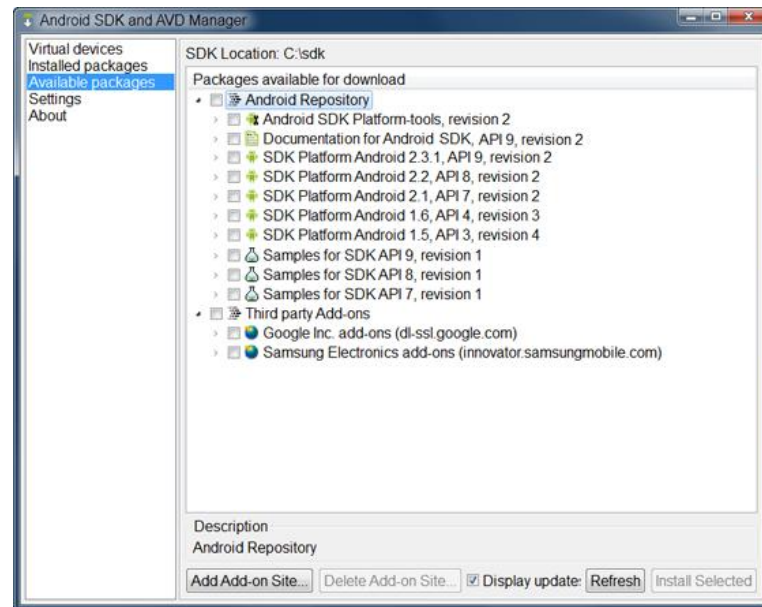 Android SDK and AVD Manager
Virtual devices
Installed packages
Available packages
Settings
About
SDK Location: C:\sdk
Packages available for download
Android Repository
Android SDK Platform-tools, revision 2
Documentation for Android SDK, API 9, revision 2
SDK Platform Android 2.3.1, API 9, revision 2
SDK Platform Android 2.2, API 8, revision 2
SDK Platform Android 2.1, API 7, revision 2
SDK Platform Android 1.6, API 4, revision 3
SDK Platform Android 1.5, API 3, revision 4
Samples for SDK API 9, revision 1
Samples for SDK API 8, revision 1
Samples for SDK API 7, revision 1
Third party Add-ons
Google Inc. add-ons (dl-ssl.google.com)
Samsung Electronics add-ons (innovator.samsungmobile.com)
Description
Android Repository
Add Add-on Site... Delete Add-on Site... Display update: Refresh Install Selected